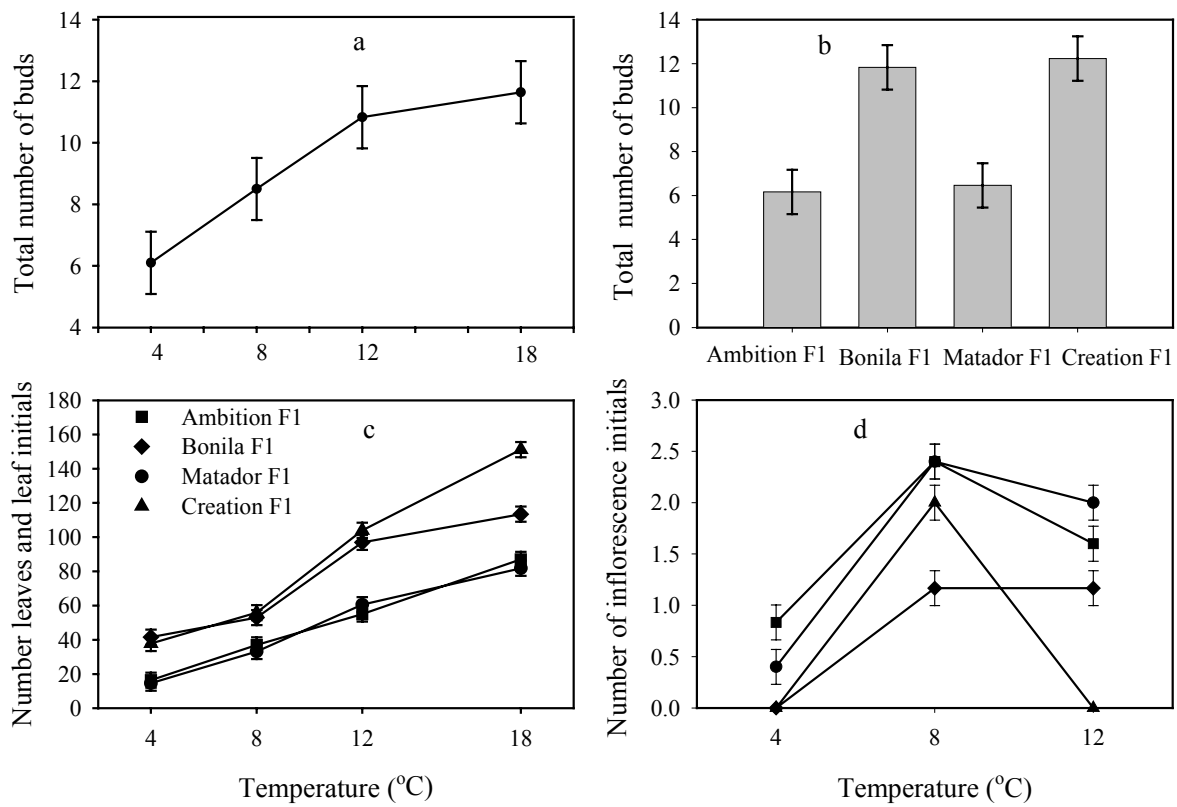 Total number of buds
14
12
10
8
6
4
a
4
8
12
18
Total number of buds
14
12
10
8
6
4
2
0
b
Ambition F1
Bonila F1
Matador F1
Creation F1
Number leaves and leaf initials
180
160
140
120
100
80
60
40
20
0
c
Ambition F1
Bonila F1
Matador F1
Creation F1
4
8
12
18
Temperature (°C)
Number of inflorescence initials
3.0
2.5
2.0
1.5
1.0
0.5
0.0
d
4
8
12
Temperature (°C)